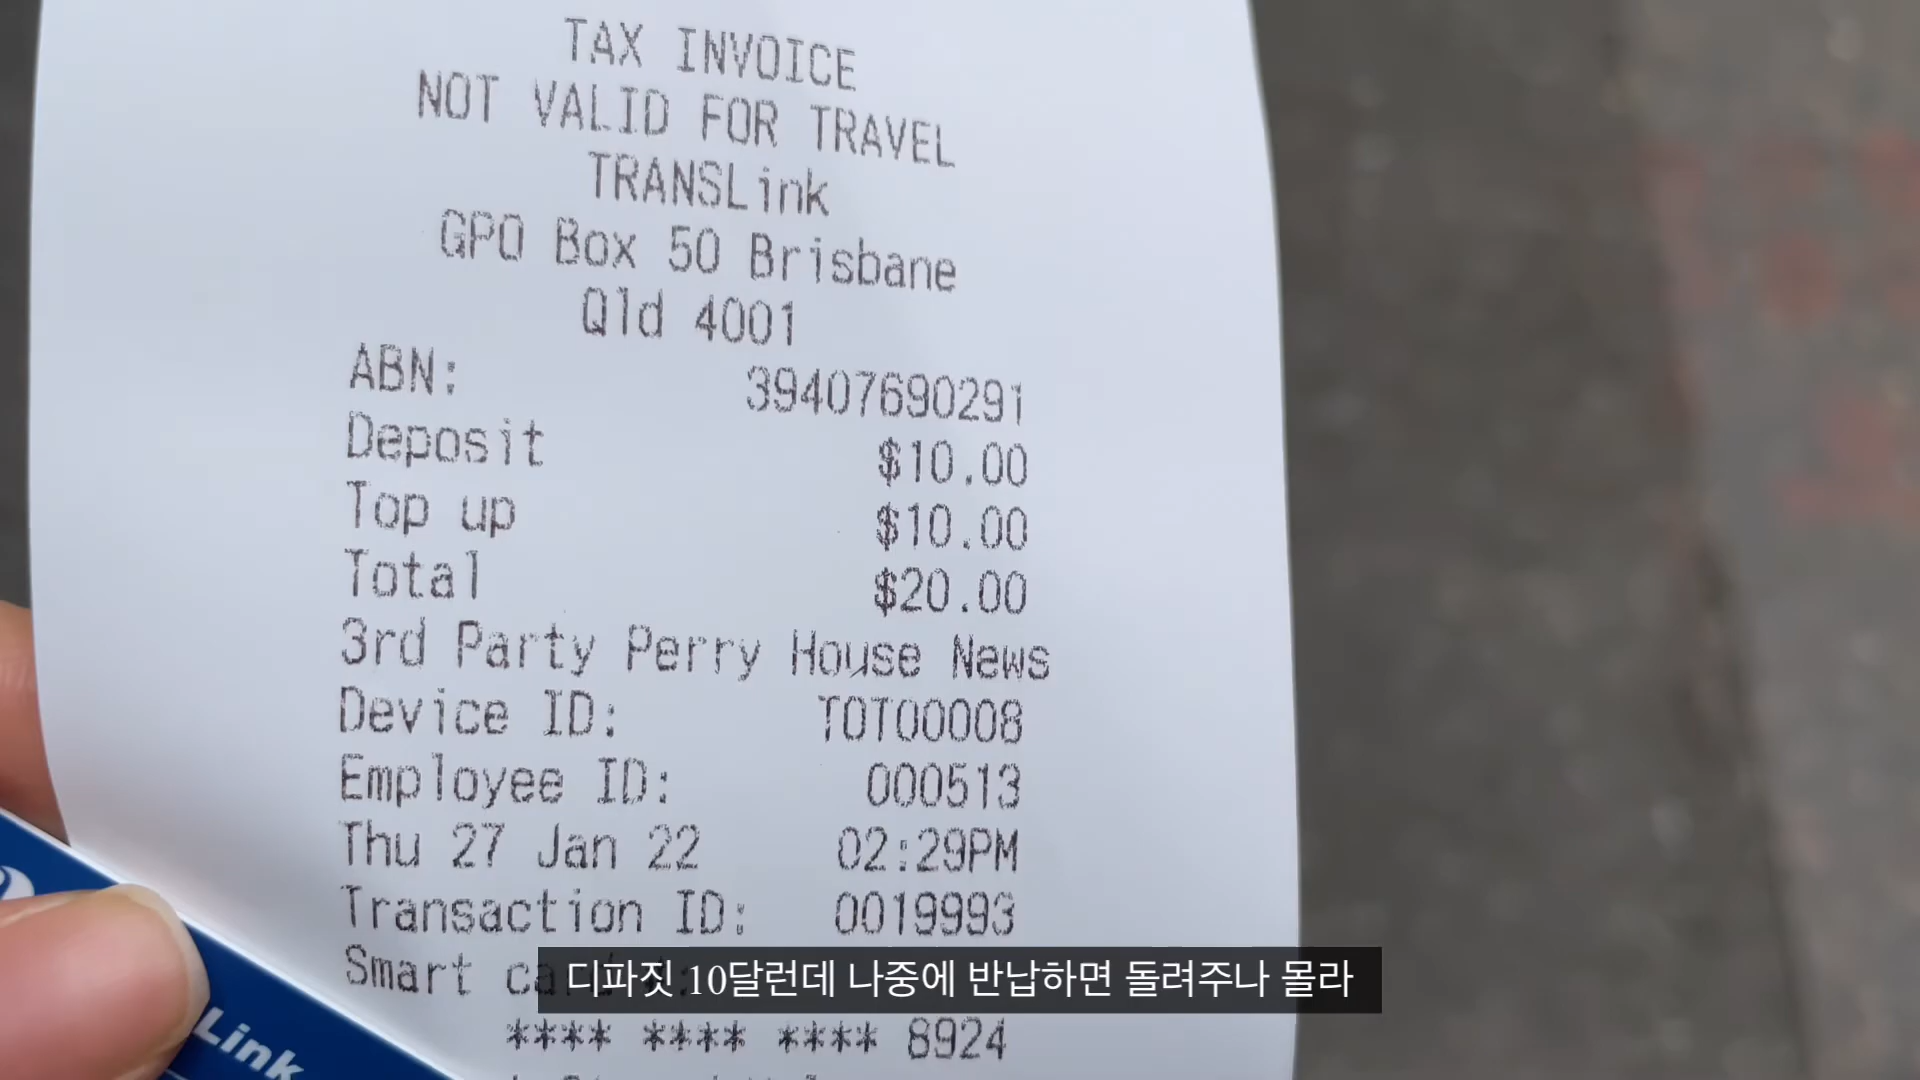 TAX INVOICE
NOT VALID FOR TRAVEL
TRANSLink
GPO Box 50 Brisbane
Qld 4001
ABN: 39407690291
Deposit $10.00
Top up $10.00
Total $20.00
3rd Party Perry House News
Device ID: TOT00008
Employee ID: 000513
Thu 27 Jan 22 02:29PM
Transaction ID: 0019993
Smart
디파짓 10달런데 나중에 반납하면 돌려주나 몰라
**** **** **** 8924
Link